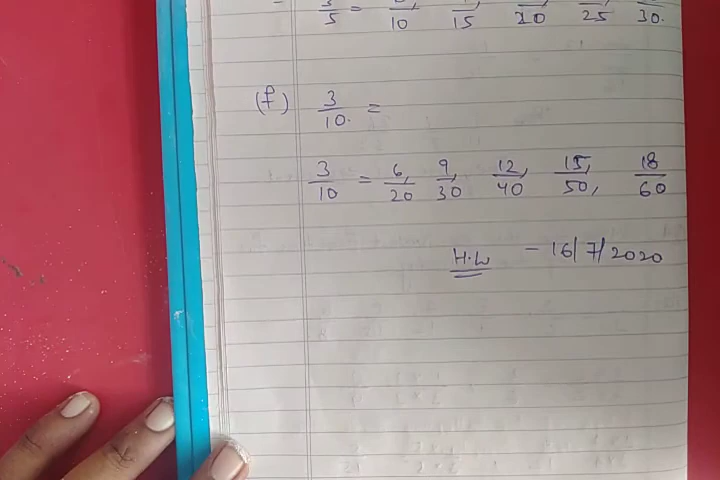 3/5 = /10, /15, /20, /25, /30.
(f) 3/10. =
3/10 = 6/20, 9/30, 12/40, 15/50, 18/60
H.W - 16/7/2020